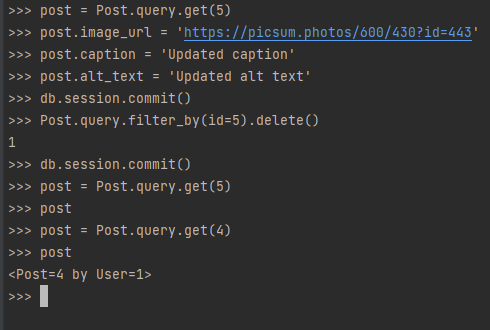 >>> post = Post.query.get(5)
>>> post.image_url = 'https://picsum.photos/600/430?id=443'
>>> post.caption = 'Updated caption'
>>> post.alt_text = 'Updated alt text'
>>> db.session.commit()
>>> Post.query.filter_by(id=5).delete()
1
>>> db.session.commit()
>>> post = Post.query.get(5)
>>> post
>>> post = Post.query.get(4)
>>> post
<Post=4 by User=1>
>>>